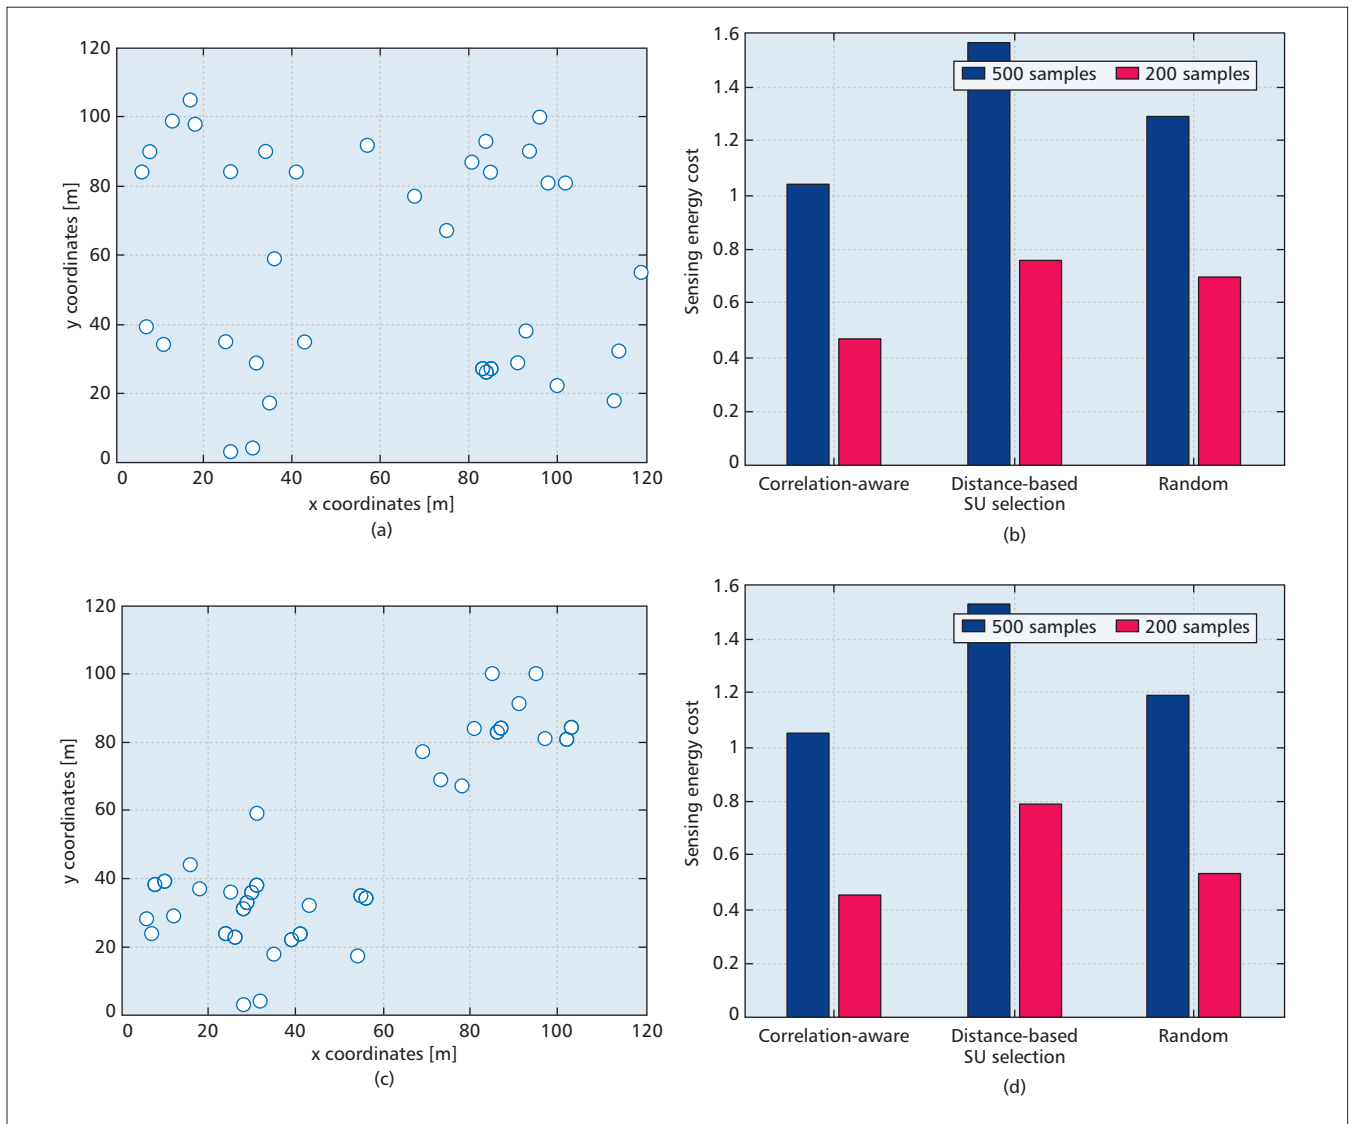 120
100
80
60
40
20
0
y coordinates [m]
0 20 40 60 80 100 120
x coordinates [m]
(a)
1.6
1.4
1.2
1
0.8
0.6
0.4
0.2
0
Sensing energy cost
500 samples 200 samples
Correlation-aware Distance-based Random
SU selection
(b)
120
100
80
60
40
20
0
y coordinates [m]
0 20 40 60 80 100 120
x coordinates [m]
(c)
1.6
1.4
1.2
1
0.8
0.6
0.4
0.2
0
Sensing energy cost
500 samples 200 samples
Correlation-aware Distance-based Random
SU selection
(d)